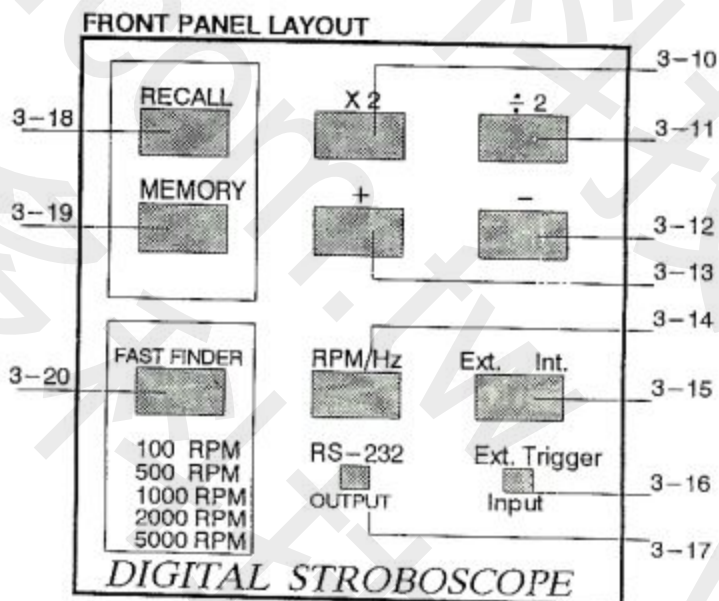 FRONT PANEL LAYOUT
3-10
RECALL X 2 ÷ 2
3-18
3-11
MEMORY + -
3-19
3-12
3-13
3-14
FAST FINDER RPM/Hz Ext. Int.
3-20
3-15
100 RPM
500 RPM
1000 RPM
2000 RPM
5000 RPM
RS-232
OUTPUT
Ext. Trigger
Input
3-16
3-17
DIGITAL STROBOSCOPE